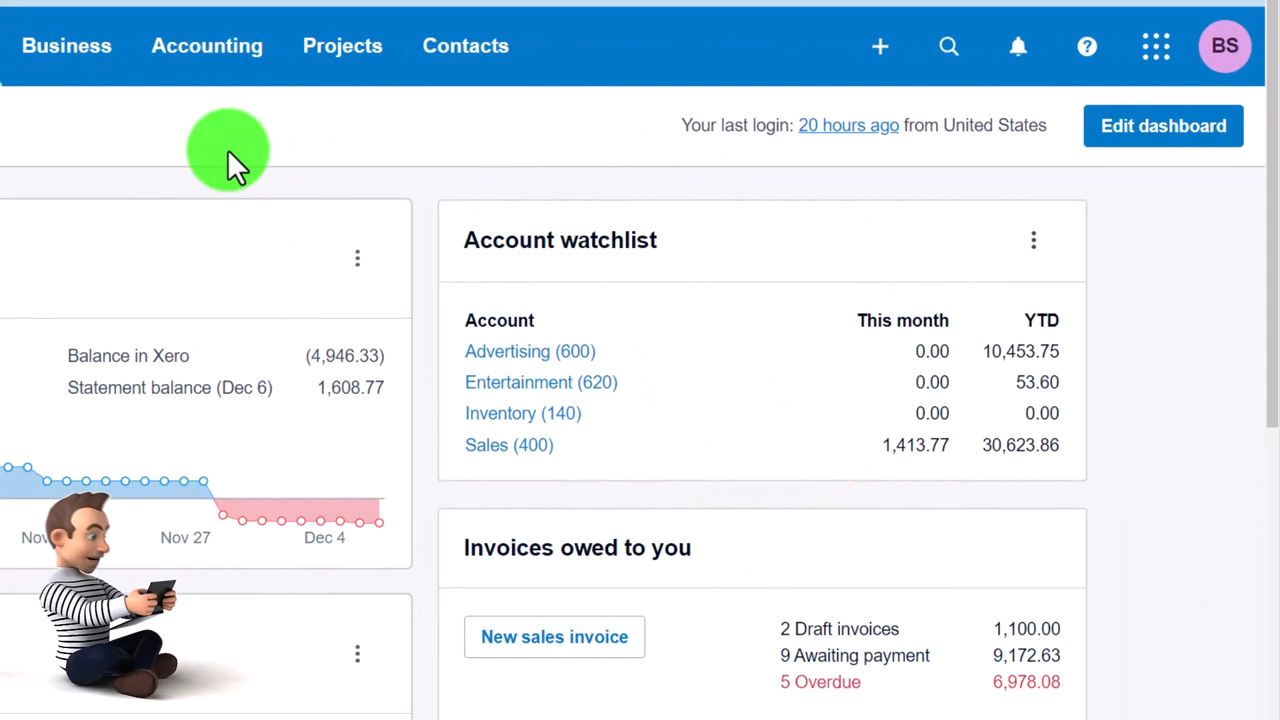 Business Accounting Projects Contacts BS
Your last login: 20 hours ago from United States Edit dashboard
Account watchlist
Account This month YTD
Advertising (600) 0.00 10,453.75
Entertainment (620) 0.00 53.60
Inventory (140) 0.00 0.00
Sales (400) 1,413.77 30,623.86
Balance in Xero (4,946.33)
Statement balance (Dec 6) 1,608.77
Nov 27 Dec 4
Invoices owed to you
New sales invoice
2 Draft invoices 1,100.00
9 Awaiting payment 9,172.63
5 Overdue 6,978.08